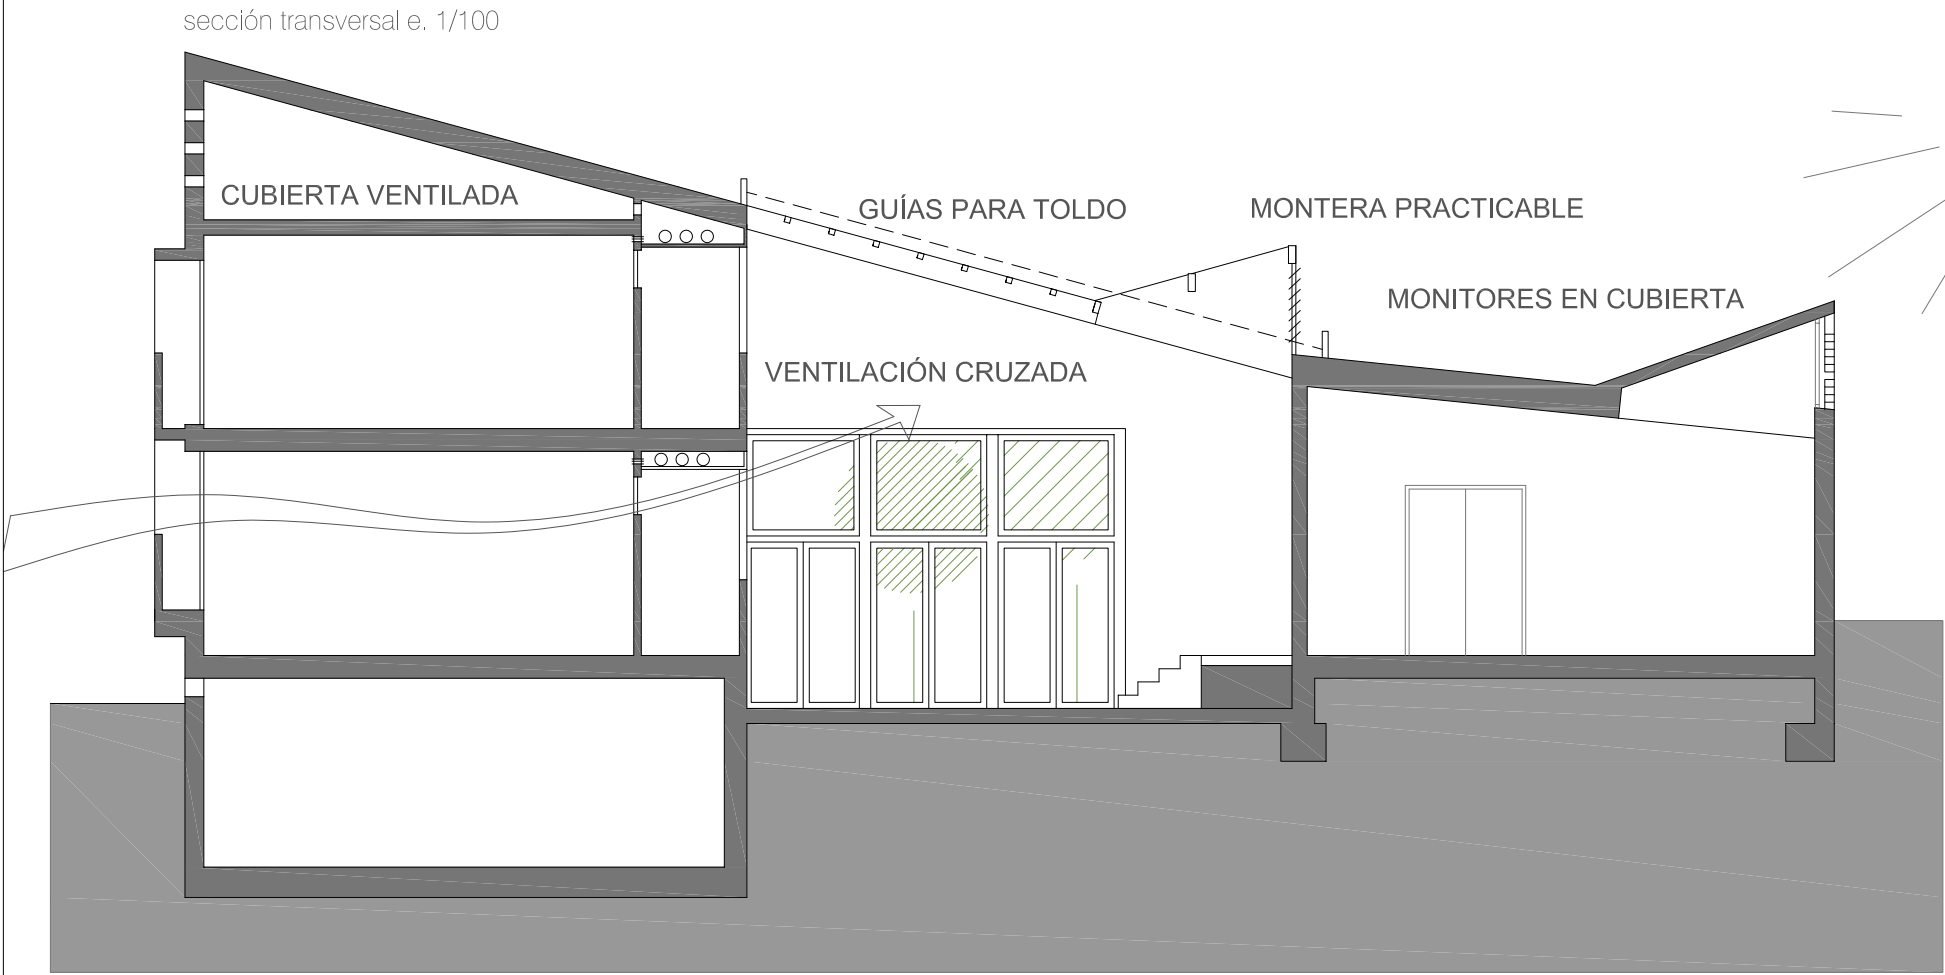 sección transversal e. 1/100
CUBIERTA VENTILADA
GUÍAS PARA TOLDO
MONTERA PRACTICABLE
MONITORES EN CUBIERTA
VENTILACIÓN CRUZADA